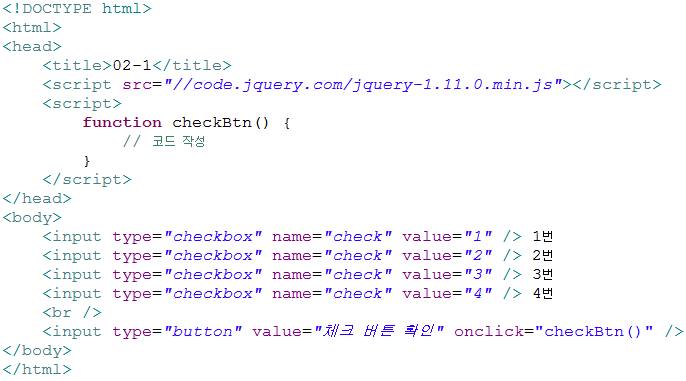 <!DOCTYPE html>
<html>
<head>
    <title>02-1</title>
    <script src="//code.jquery.com/jquery-1.11.0.min.js"></script>
    <script>
        function checkBtn() {
            // 코드 작성
        }
    </script>
</head>
<body>
    <input type="checkbox" name="check" value="1" /> 1번
    <input type="checkbox" name="check" value="2" /> 2번
    <input type="checkbox" name="check" value="3" /> 3번
    <input type="checkbox" name="check" value="4" /> 4번
    <br />
    <input type="button" value="체크 버튼 확인" onclick="checkBtn()" />
</body>
</html>